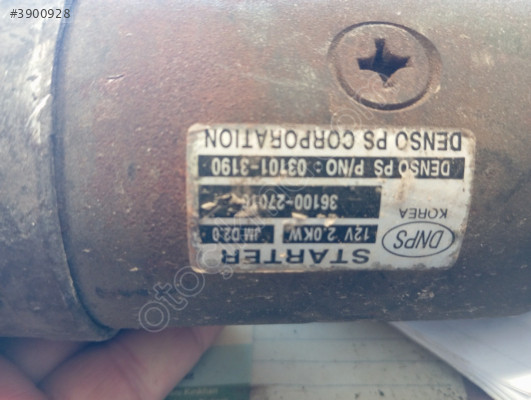 #3900928
STARTER
12V 2.0KW JM D2.0
DNPS
KOREA
36100-27010
DENSO PS P/NO : 03101-3190
DENSO PS CORPORATION